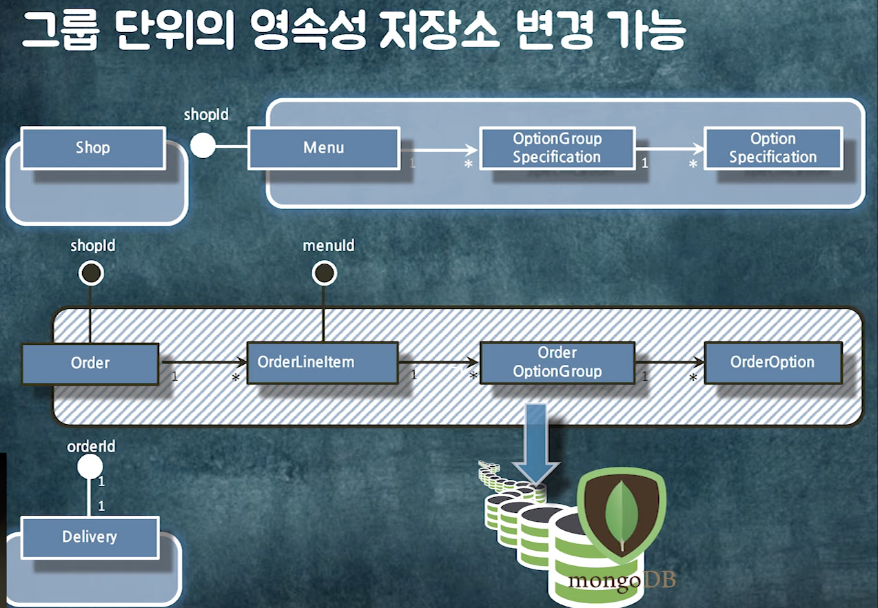 그룹 단위의 영속성 저장소 변경 가능
shopId
Shop
Menu
1
*
OptionGroup
Specification
1
*
Option
Specification
shopId
menuId
Order
1
*
OrderLineItem
1
*
Order
OptionGroup
1
*
OrderOption
orderId
1
1
Delivery
mongoDB